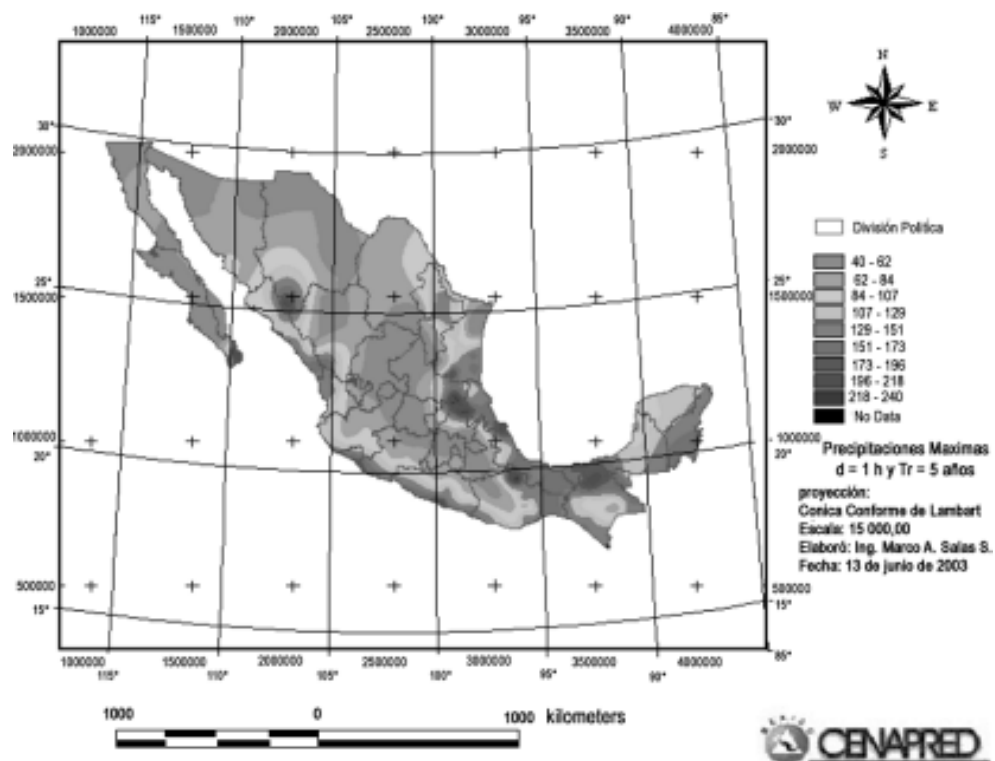 115° 110° 105° 100° 95° 90° 85°
1000000 1500000 2000000 2500000 3000000 3500000 4000000
N
W E
S
30° 30°
2000000 2000000
25° 25°
1500000 1500000
1000000 1000000
20° 20°
500000 500000
15° 15°
1000000 1500000 2000000 2500000 3000000 3500000 4000000 85°
115° 110° 105° 100° 95° 90°
División Politica
40 - 62
62 - 84
84 - 107
107 - 129
129 - 151
151 - 173
173 - 196
196 - 218
218 - 240
No Data
Precipitaciones Maximas
d = 1 h y Tr = 5 años
proyección:
Conica Conforme de Lambart
Escala: 15 000,00
Elaboró: Ing. Marco A. Salas S.
Fecha: 13 de junio de 2003
1000 0 1000 kilometers
CENAPRED